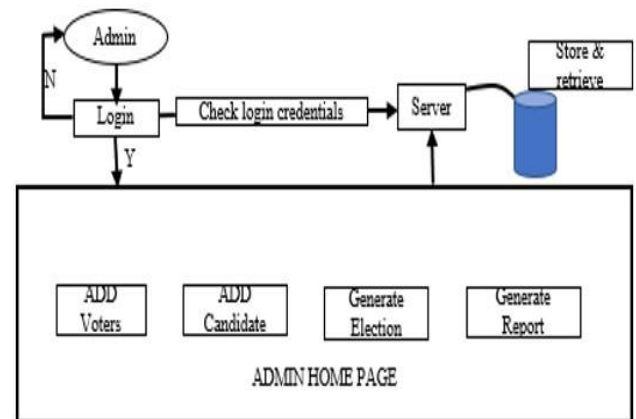 Admin
Store &
retrieve
N
Login
Check login credentials
Server
Y
ADD
Voters
ADD
Candidate
Generate
Election
Generate
Report
ADMIN HOME PAGE